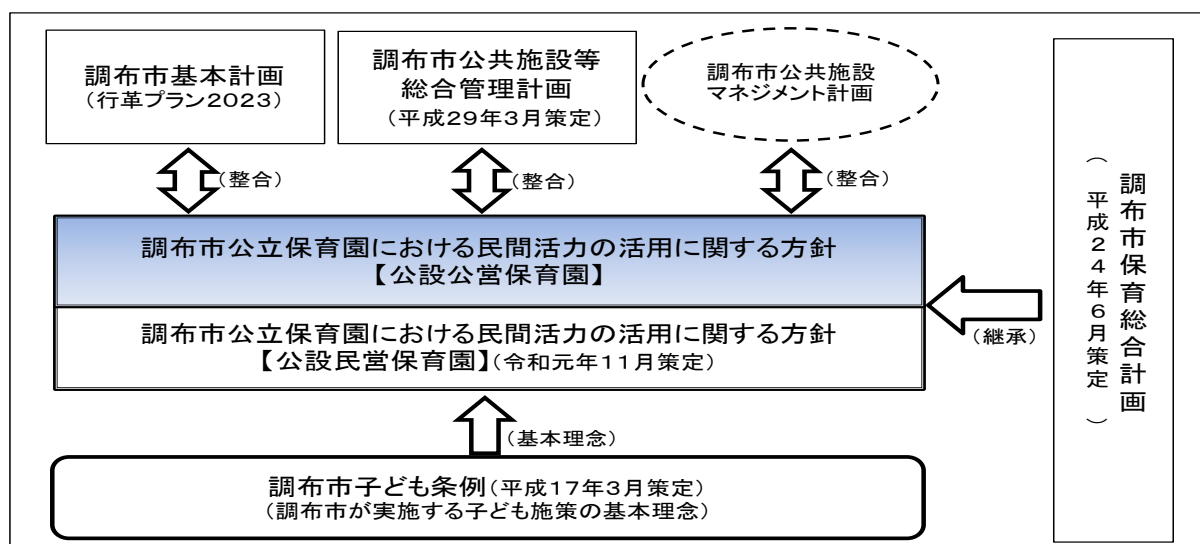 調布市基本計画
(行革プラン2023)
調布市公共施設等
総合管理計画
(平成29年3月策定)
調布市公共施設
マネジメント計画
(整合)
(整合)
(整合)
調布市公立保育園における民間活力の活用に関する方針
【公設公営保育園】
調布市公立保育園における民間活力の活用に関する方針
【公設民営保育園】(令和元年11月策定)
(継承)
調布市保育総合計画
(平成24年6月策定)
(基本理念)
調布市子ども条例(平成17年3月策定)
(調布市が実施する子ども施策の基本理念)